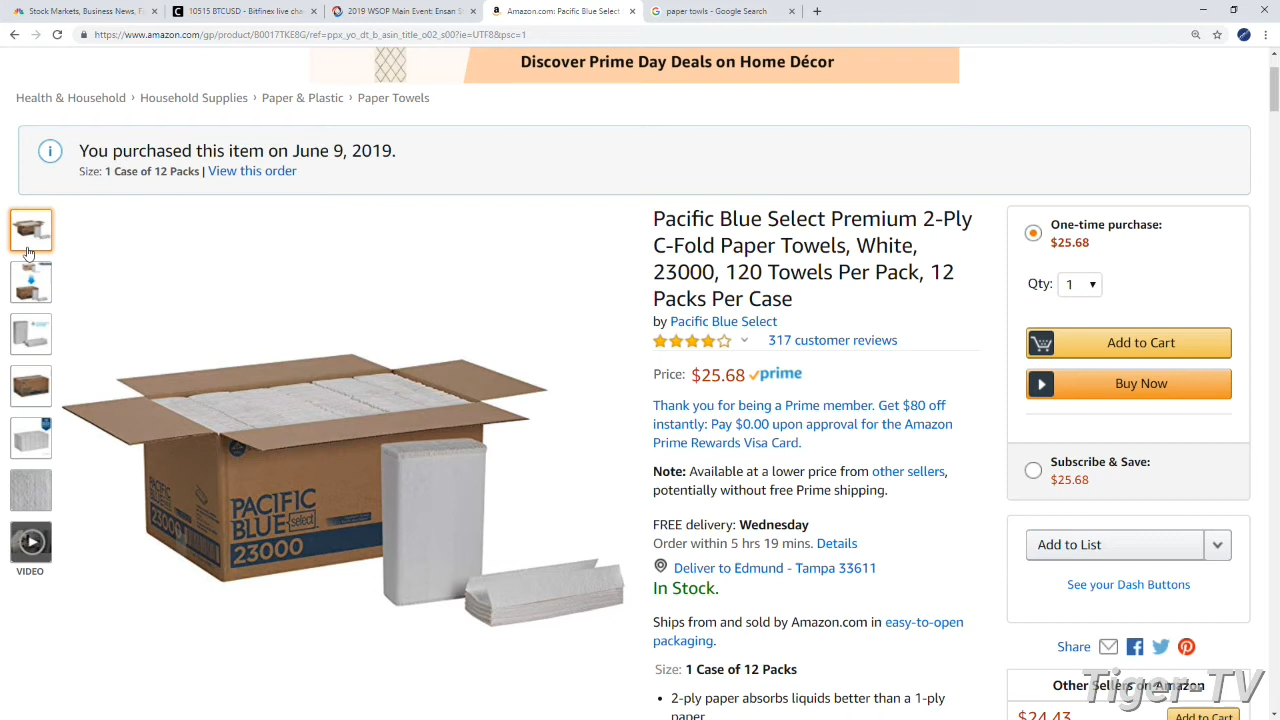 Stock Markets, Business News, F
10515 BTCUSD - Bitfinex live cha
2019 WSOP Main Event: Ensan S
Amazon.com: Pacific Blue Select
paper towls - Google Search
https://www.amazon.com/gp/product/B0017TKE8G/ref=ppx_yo_dt_b_asin_title_o02_s00?ie=UTF8&psc=1
Discover Prime Day Deals on Home Décor
Health & Household › Household Supplies › Paper & Plastic › Paper Towels
You purchased this item on June 9, 2019.
Size: 1 Case of 12 Packs | View this order
VIDEO
PACIFIC
BLUE select
23000
PACIFIC
BLUE select
23000
Pacific Blue Select Premium 2-Ply
C-Fold Paper Towels, White,
23000, 120 Towels Per Pack, 12
Packs Per Case
by Pacific Blue Select
317 customer reviews
Price: $25.68 prime
Thank you for being a Prime member. Get $80 off
instantly: Pay $0.00 upon approval for the Amazon
Prime Rewards Visa Card.
Note: Available at a lower price from other sellers,
potentially without free Prime shipping.
FREE delivery: Wednesday
Order within 5 hrs 19 mins. Details
Deliver to Edmund - Tampa 33611
In Stock.
Ships from and sold by Amazon.com in easy-to-open
packaging.
Size: 1 Case of 12 Packs
• 2-ply paper absorbs liquids better than a 1-ply
paper
One-time purchase:
$25.68
Qty: 1
Add to Cart
Buy Now
Subscribe & Save:
$25.68
Add to List
See your Dash Buttons
Share
Other Sellers on Amazon
$24.43
Add to Cart
Tiger-TV